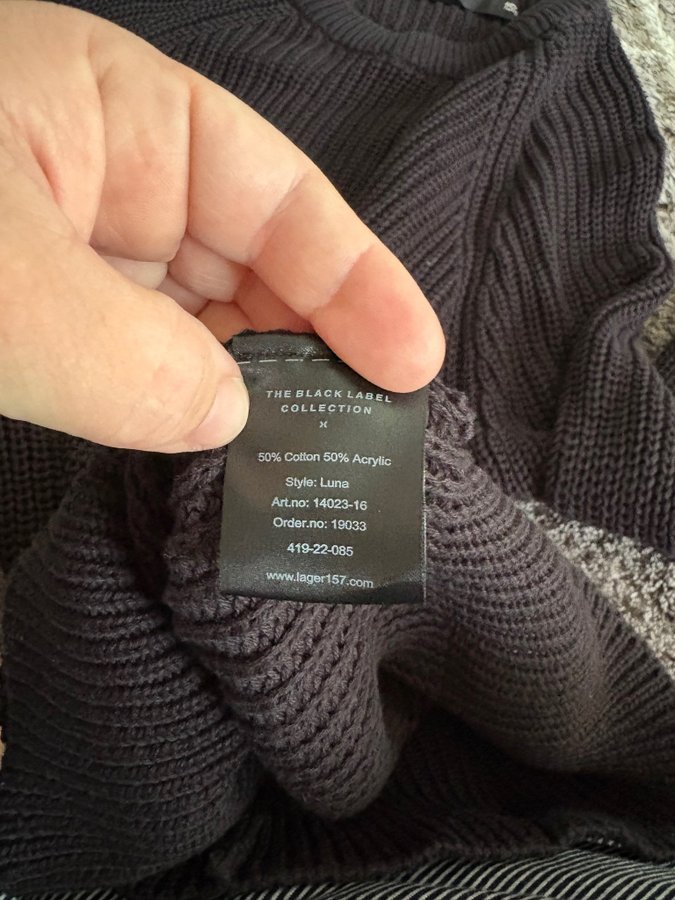 THE BLACK LABEL
COLLECTION
50% Cotton 50% Acrylic
Style: Luna
Art.no: 14023-16
Order.no: 19033
419-22-085
www.lager157.com